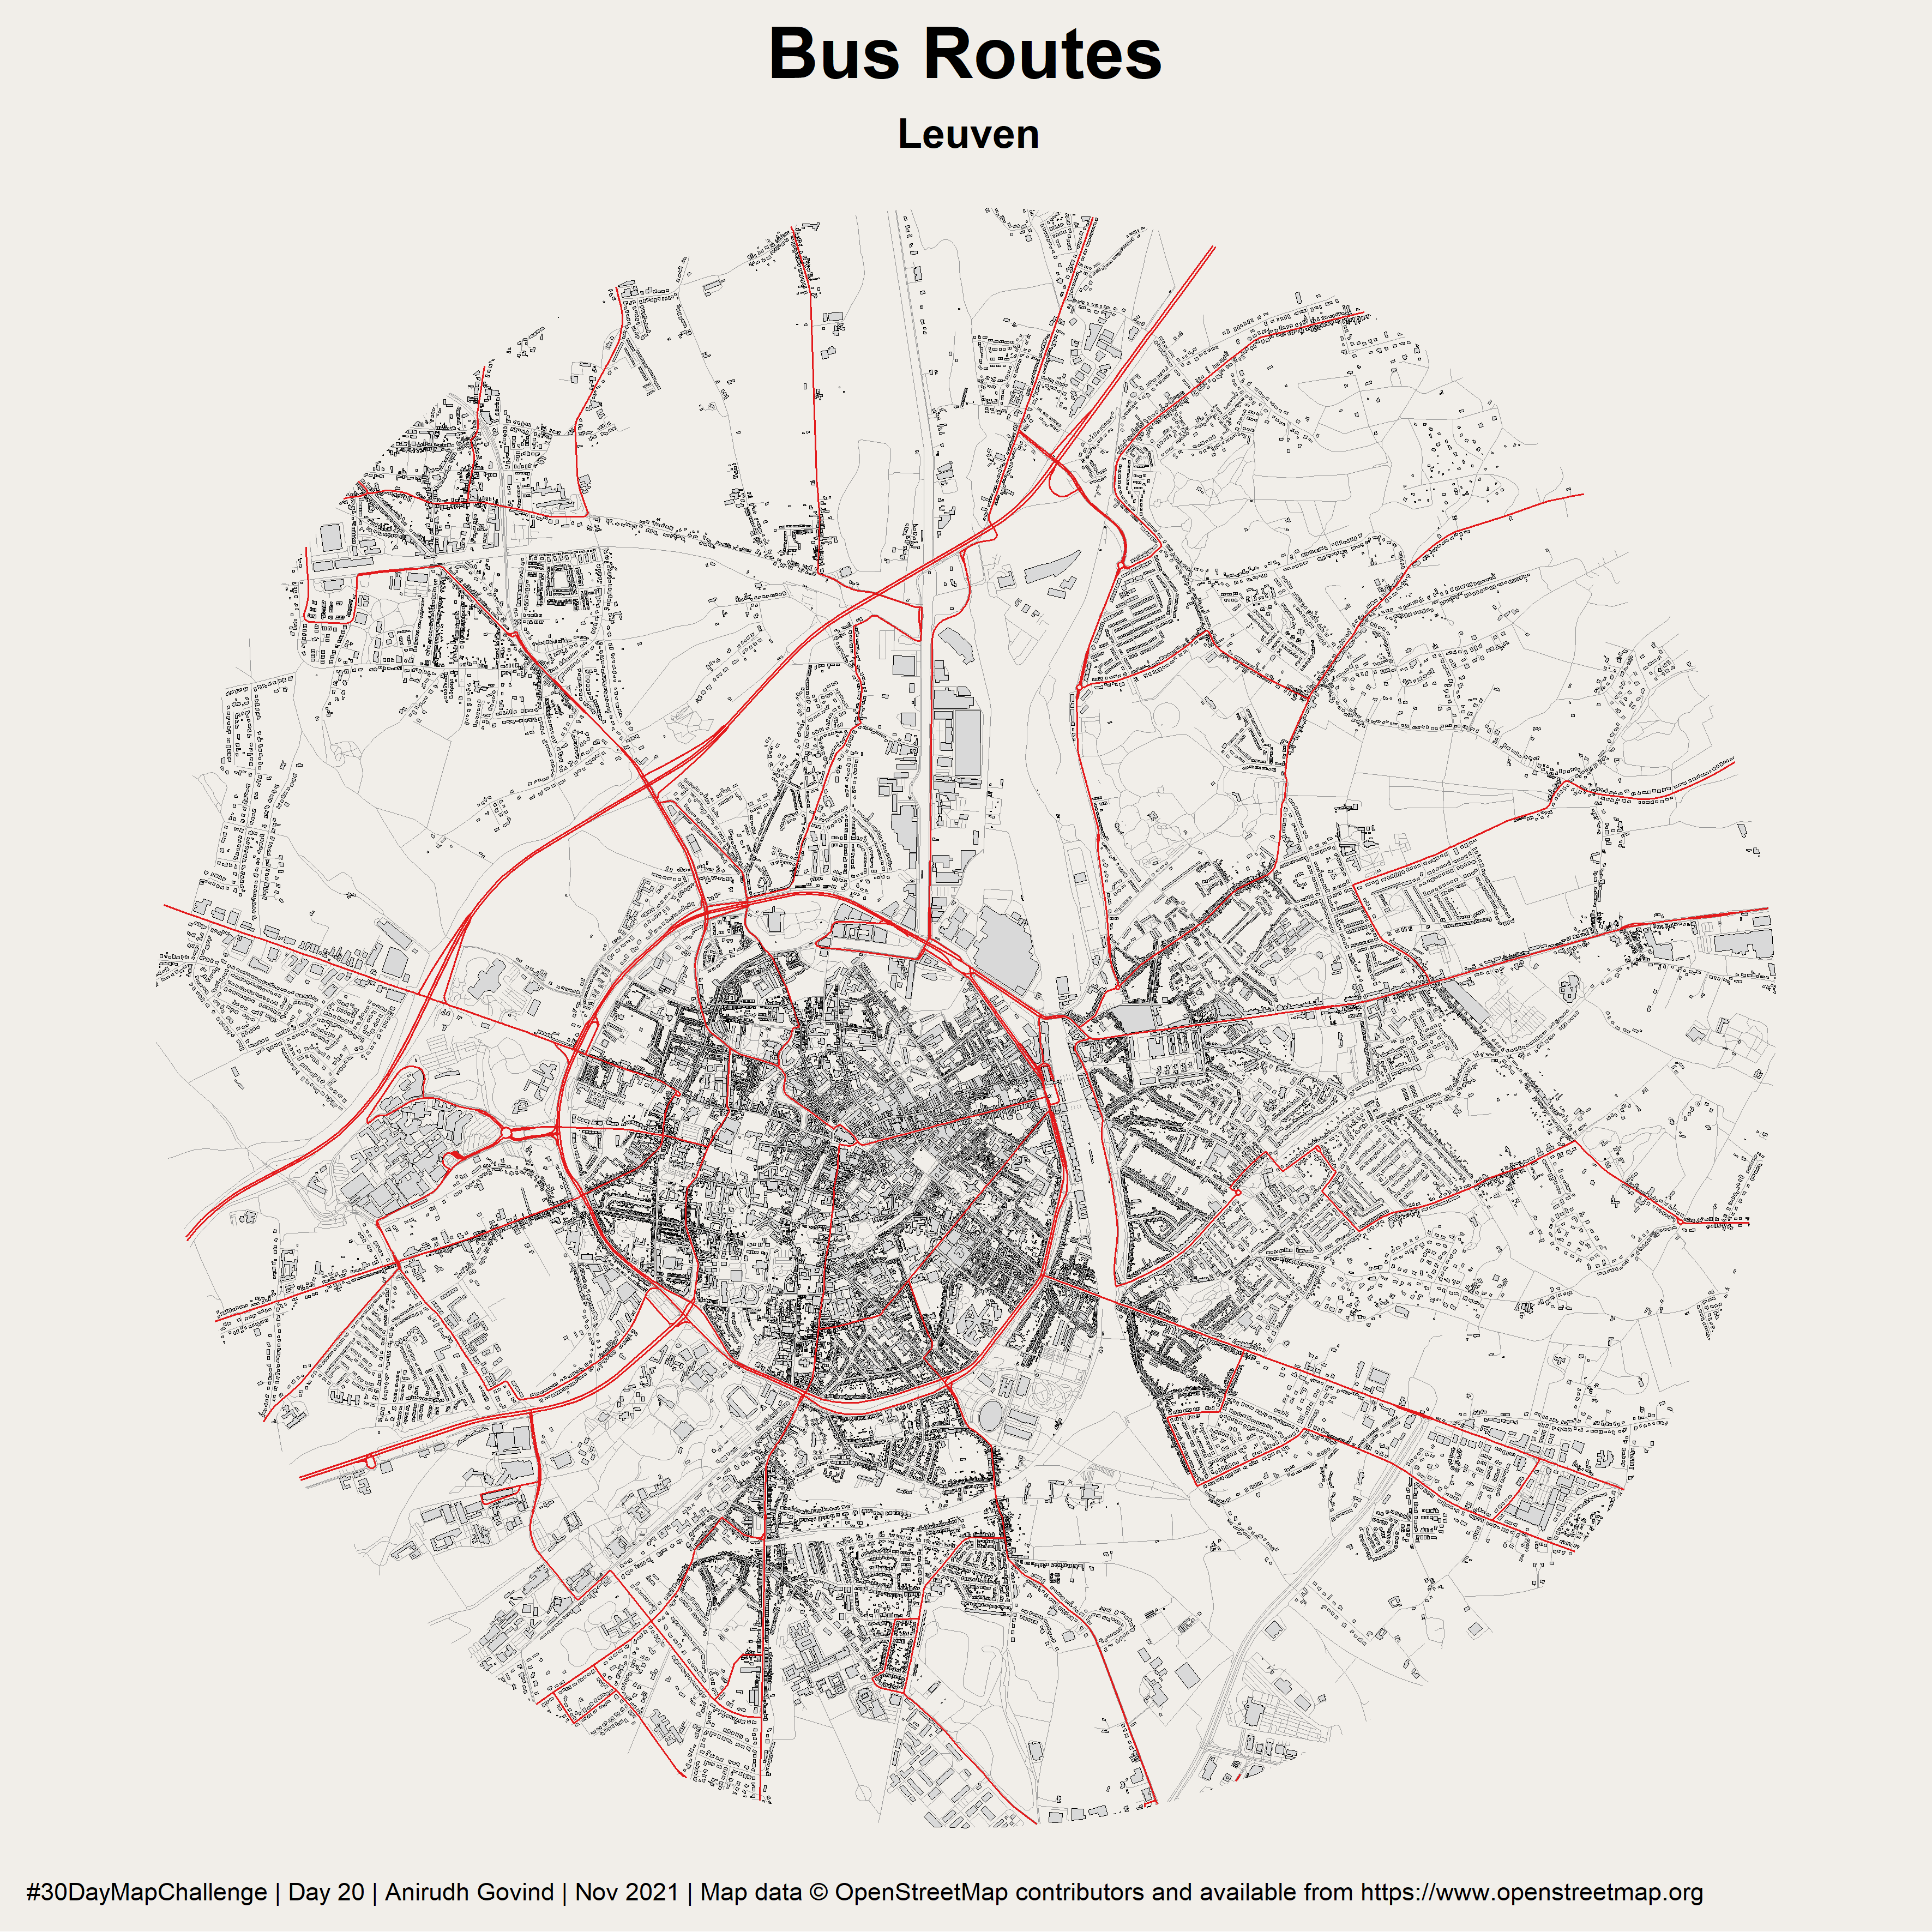 Bus Routes
Leuven
#30DayMapChallenge | Day 20 | Anirudh Govind | Nov 2021 | Map data © OpenStreetMap contributors and available from https://www.openstreetmap.org